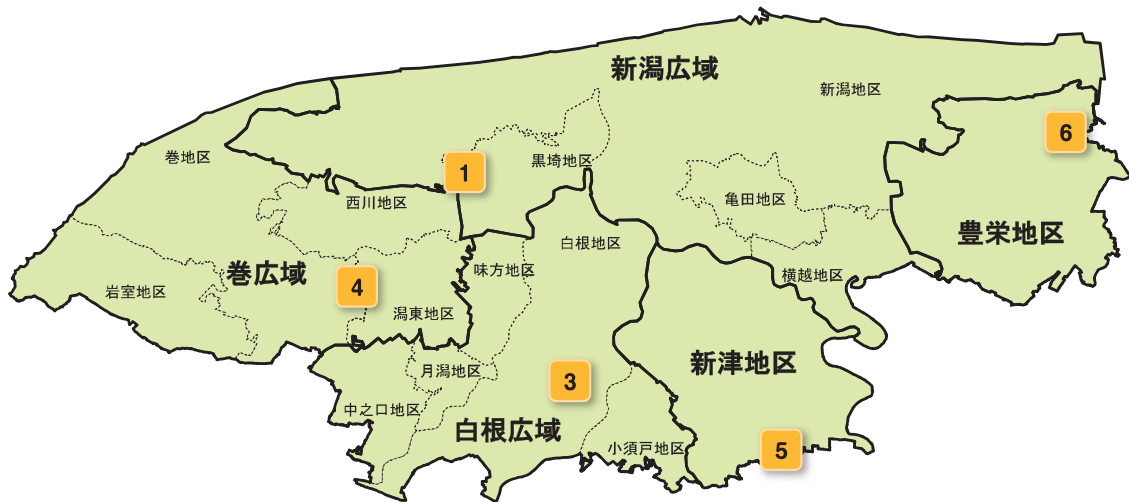 新潟広域
新潟地区
6
巻地区
1
黒埼地区
西川地区
亀田地区
豊栄地区
白根地区
味方地区
巻広域
横越地区
岩室地区
4
潟東地区
新津地区
月潟地区
3
中之口地区
白根広域
小須戸地区
5